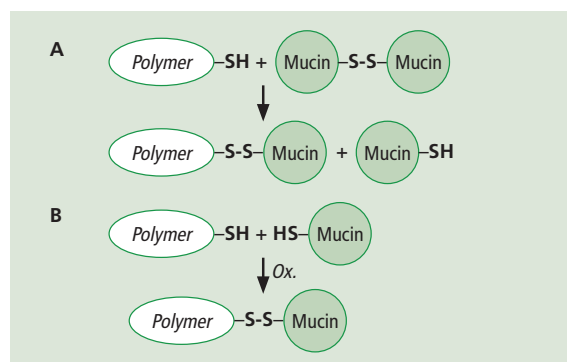 A
Polymer –SH + Mucin –S-S– Mucin
Polymer –S-S– Mucin + Mucin –SH
B
Polymer –SH + HS– Mucin
Ox.
Polymer –S-S– Mucin